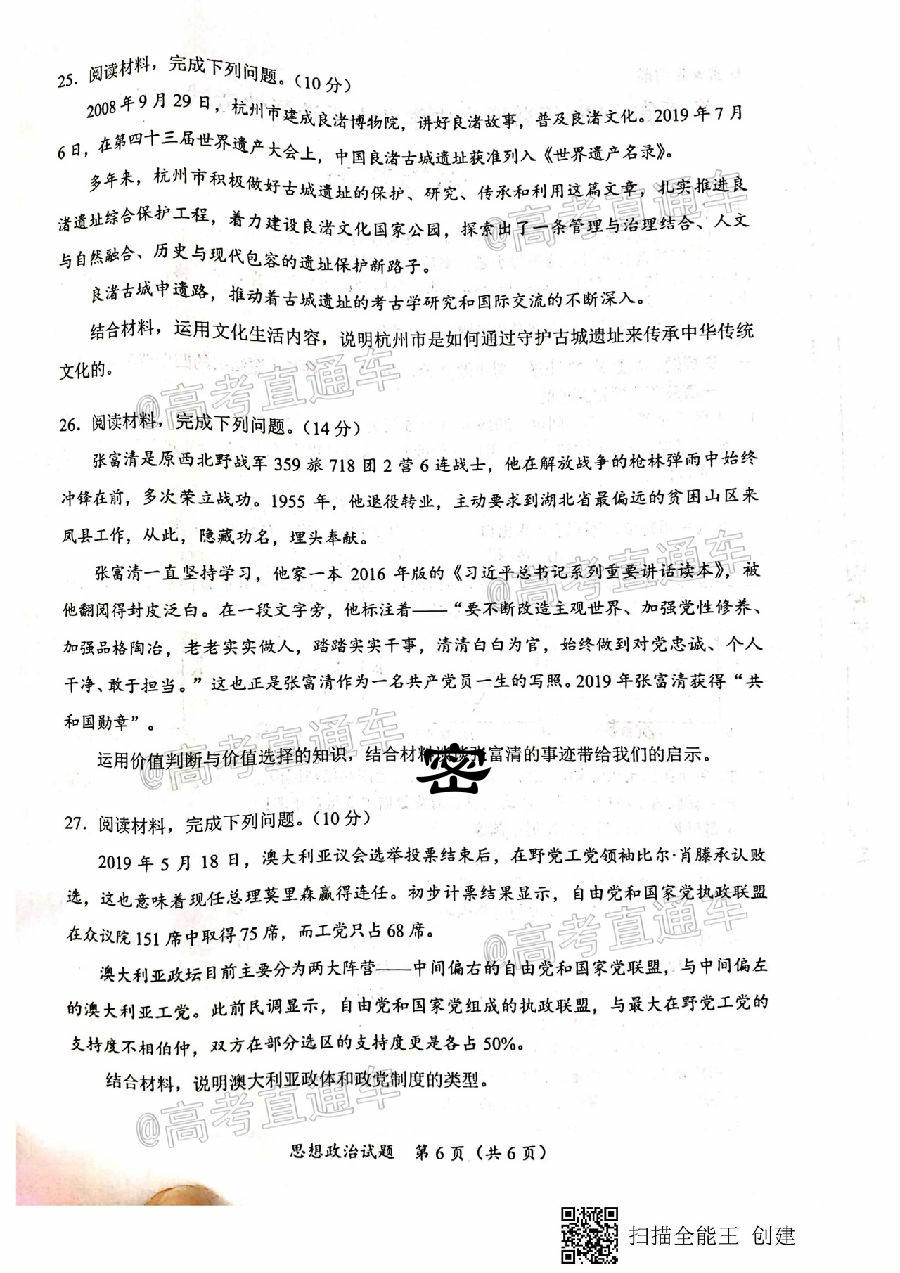 25. 阅读材料，完成下列问题。（10分）
2008年9月29日，杭州市建成良渚博物院，讲好良渚故事，普及良渚文化。2019年7月
6日，在第四十三届世界遗产大会上，中国良渚古城遗址获准列入《世界遗产名录》。
多年来，杭州市积极做好古城遗址的保护、研究、传承和利用这篇文章，扎实推进良
渚遗址综合保护工程，着力建设良渚文化国家公园，探索出了一条管理与治理结合、人文
与自然融合、历史与现代包容的遗址保护新路子。
良渚古城申遗路，推动着古城遗址的考古学研究和国际交流的不断深入。
结合材料，运用文化生活内容，说明杭州市是如何通过守护古城遗址来传承中华传统
文化的。
26. 阅读材料，完成下列问题。（14分）
张富清是原西北野战军359旅718团2营6连战士，他在解放战争的枪林弹雨中始终
冲锋在前，多次荣立战功。1955年，他退役转业，主动要求到湖北省最偏远的贫困山区来
凤县工作，从此，隐藏功名，埋头奉献。
张富清一直坚持学习，他家一本2016年版的《习近平总书记系列重要讲话读本》，被
他翻阅得封皮泛白。在一段文字旁，他标注着——“要不断改造主观世界、加强党性修养、
加强品格陶冶，老老实实做人，踏踏实实干事，清清白白为官，始终做到对党忠诚、个人
干净、敢于担当。”这也正是张富清作为一名共产党员一生的写照。2019年张富清获得“共
和国勋章”。
运用价值判断与价值选择的知识，结合材料 张富清的事迹带给我们的启示。
密
27. 阅读材料，完成下列问题。（10分）
2019年5月18日，澳大利亚议会选举投票结束后，在野党工党领袖比尔·肖滕承认败
选，这也意味着现任总理莫里森赢得连任。初步计票结果显示，自由党和国家党执政联盟
在众议院151席中取得75席，而工党只占68席。
澳大利亚政坛目前主要分为两大阵营——中间偏右的自由党和国家党联盟，与中间偏左
的澳大利亚工党。此前民调显示，自由党和国家党组成的执政联盟，与最大在野党工党的
支持度不相伯仲，双方在部分选区的支持度更是各占50%。
结合材料，说明澳大利亚政体和政党制度的类型。
@高考直通车
@高考直通车
@高考直通车
@高考直通车
@高考直通车
@高考直通车
思想政治试题 第6页（共6页）
扫描全能王 创建